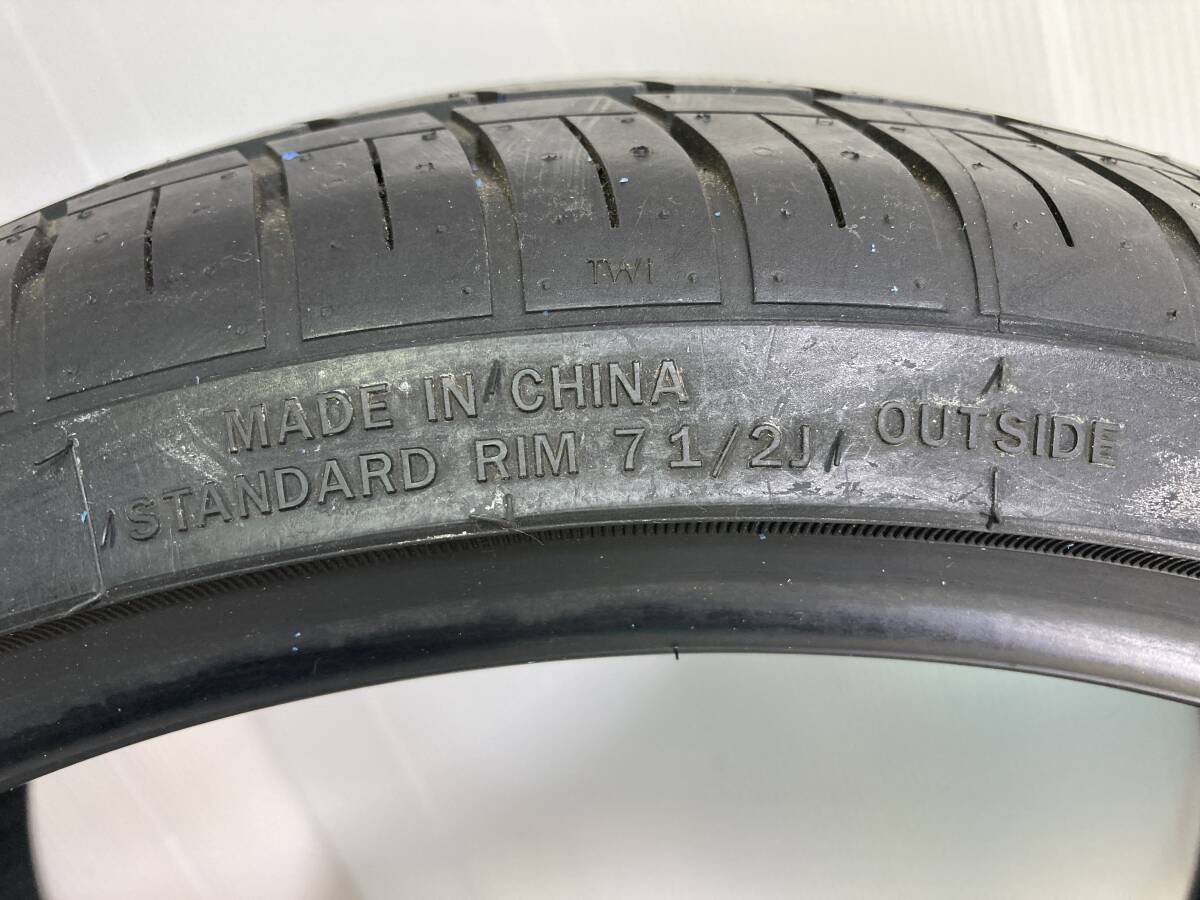 TWI
MADE IN CHINA
STANDARD RIM 7 1/2J
OUTSIDE